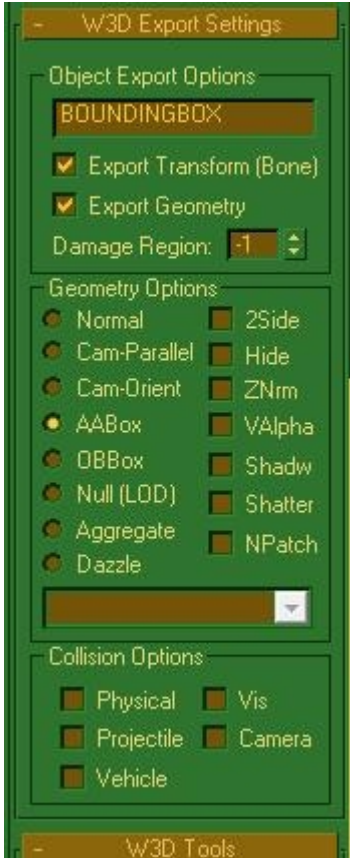 - W3D Export Settings
Object Export Options
BOUNDINGBOX
Export Transform (Bone)
Export Geometry
Damage Region: -1
Geometry Options
Normal 2Side
Cam-Parallel Hide
Cam-Orient ZNrm
AABox VAlpha
OBBox Shadw
Null (LOD) Shatter
Aggregate NPatch
Dazzle
Collision Options
Physical Vis
Projectile Camera
Vehicle
- W3D Tools